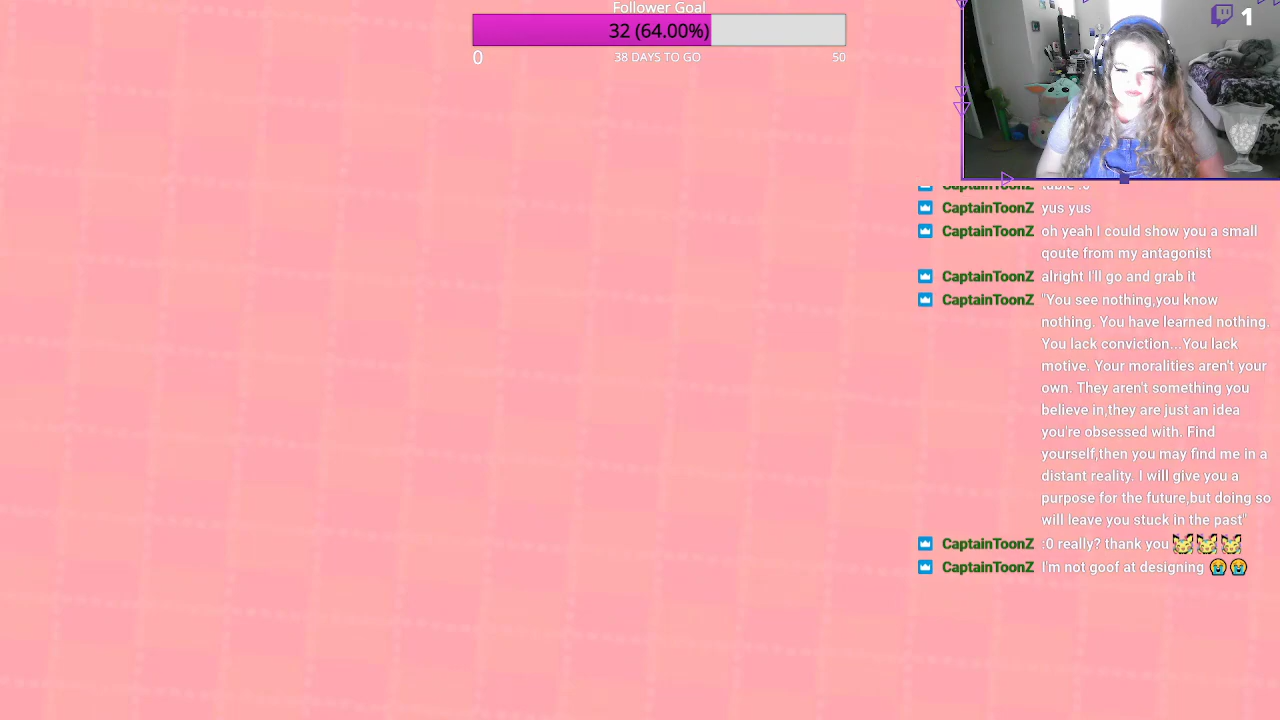 Follower Goal
32 (64.00%)
0 38 DAYS TO GO 50
1
CaptainToonZ table :0
CaptainToonZ yus yus
CaptainToonZ oh yeah I could show you a small
qoute from my antagonist
CaptainToonZ alright I'll go and grab it
CaptainToonZ "You see nothing,you know
nothing. You have learned nothing.
You lack conviction...You lack
motive. Your moralities aren't your
own. They aren't something you
believe in,they are just an idea
you're obsessed with. Find
yourself,then you may find me in a
distant reality. I will give you a
purpose for the future,but doing so
will leave you stuck in the past"
CaptainToonZ :0 really? thank you
CaptainToonZ I'm not goof at designing